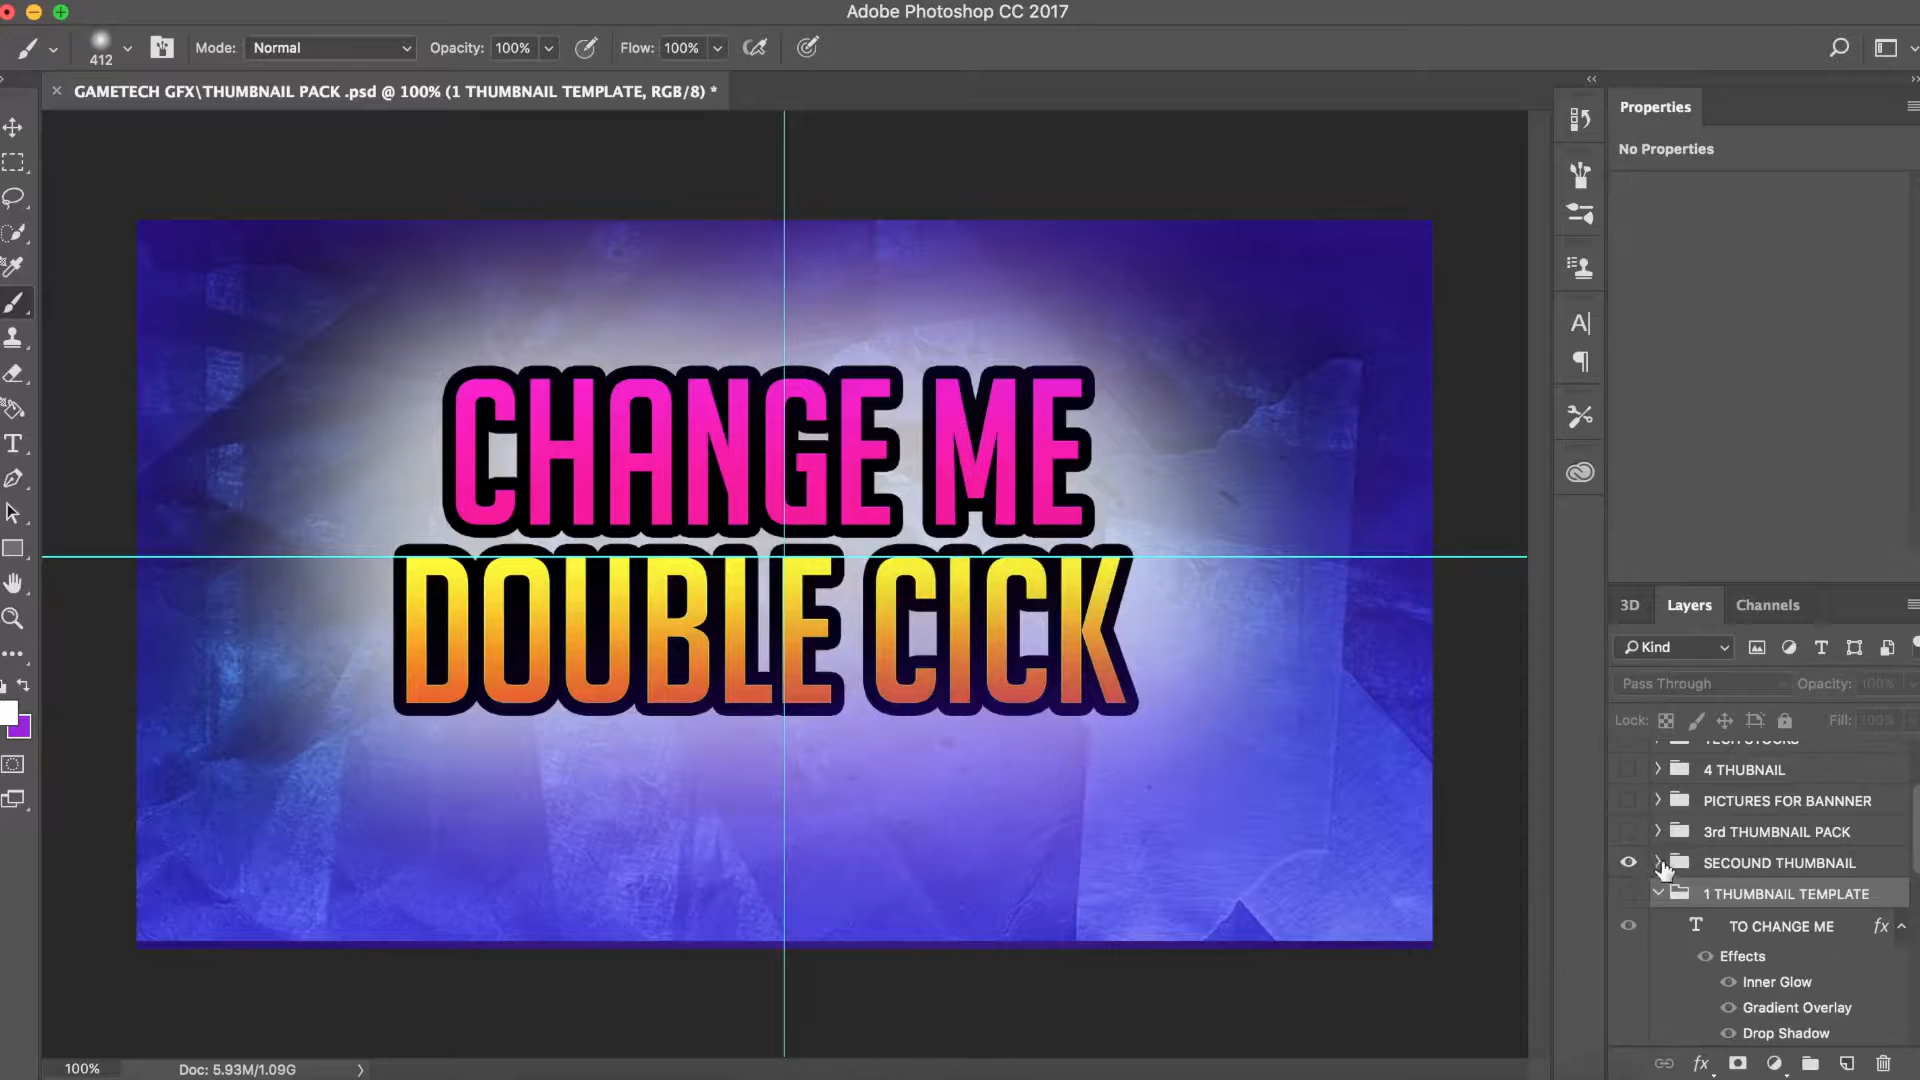 Adobe Photoshop CC 2017
412
Mode: Normal
Opacity: 100%
Flow: 100%
GAMETECH GFX\THUMBNAIL PACK .psd @ 100% (1 THUMBNAIL TEMPLATE, RGB/8) *
Properties
No Properties
CHANGE ME
DOUBLE CICK
3D
Layers
Channels
Kind
Pass Through
Opacity: 100%
Lock:
Fill: 100%
TECH STOCKS
4 THUBNAIL
PICTURES FOR BANNNER
3rd THUMBNAIL PACK
SECOUND THUMBNAIL
1 THUMBNAIL TEMPLATE
TO CHANGE ME
fx
Effects
Inner Glow
Gradient Overlay
Drop Shadow
100%
Doc: 5.93M/1.09G
fx